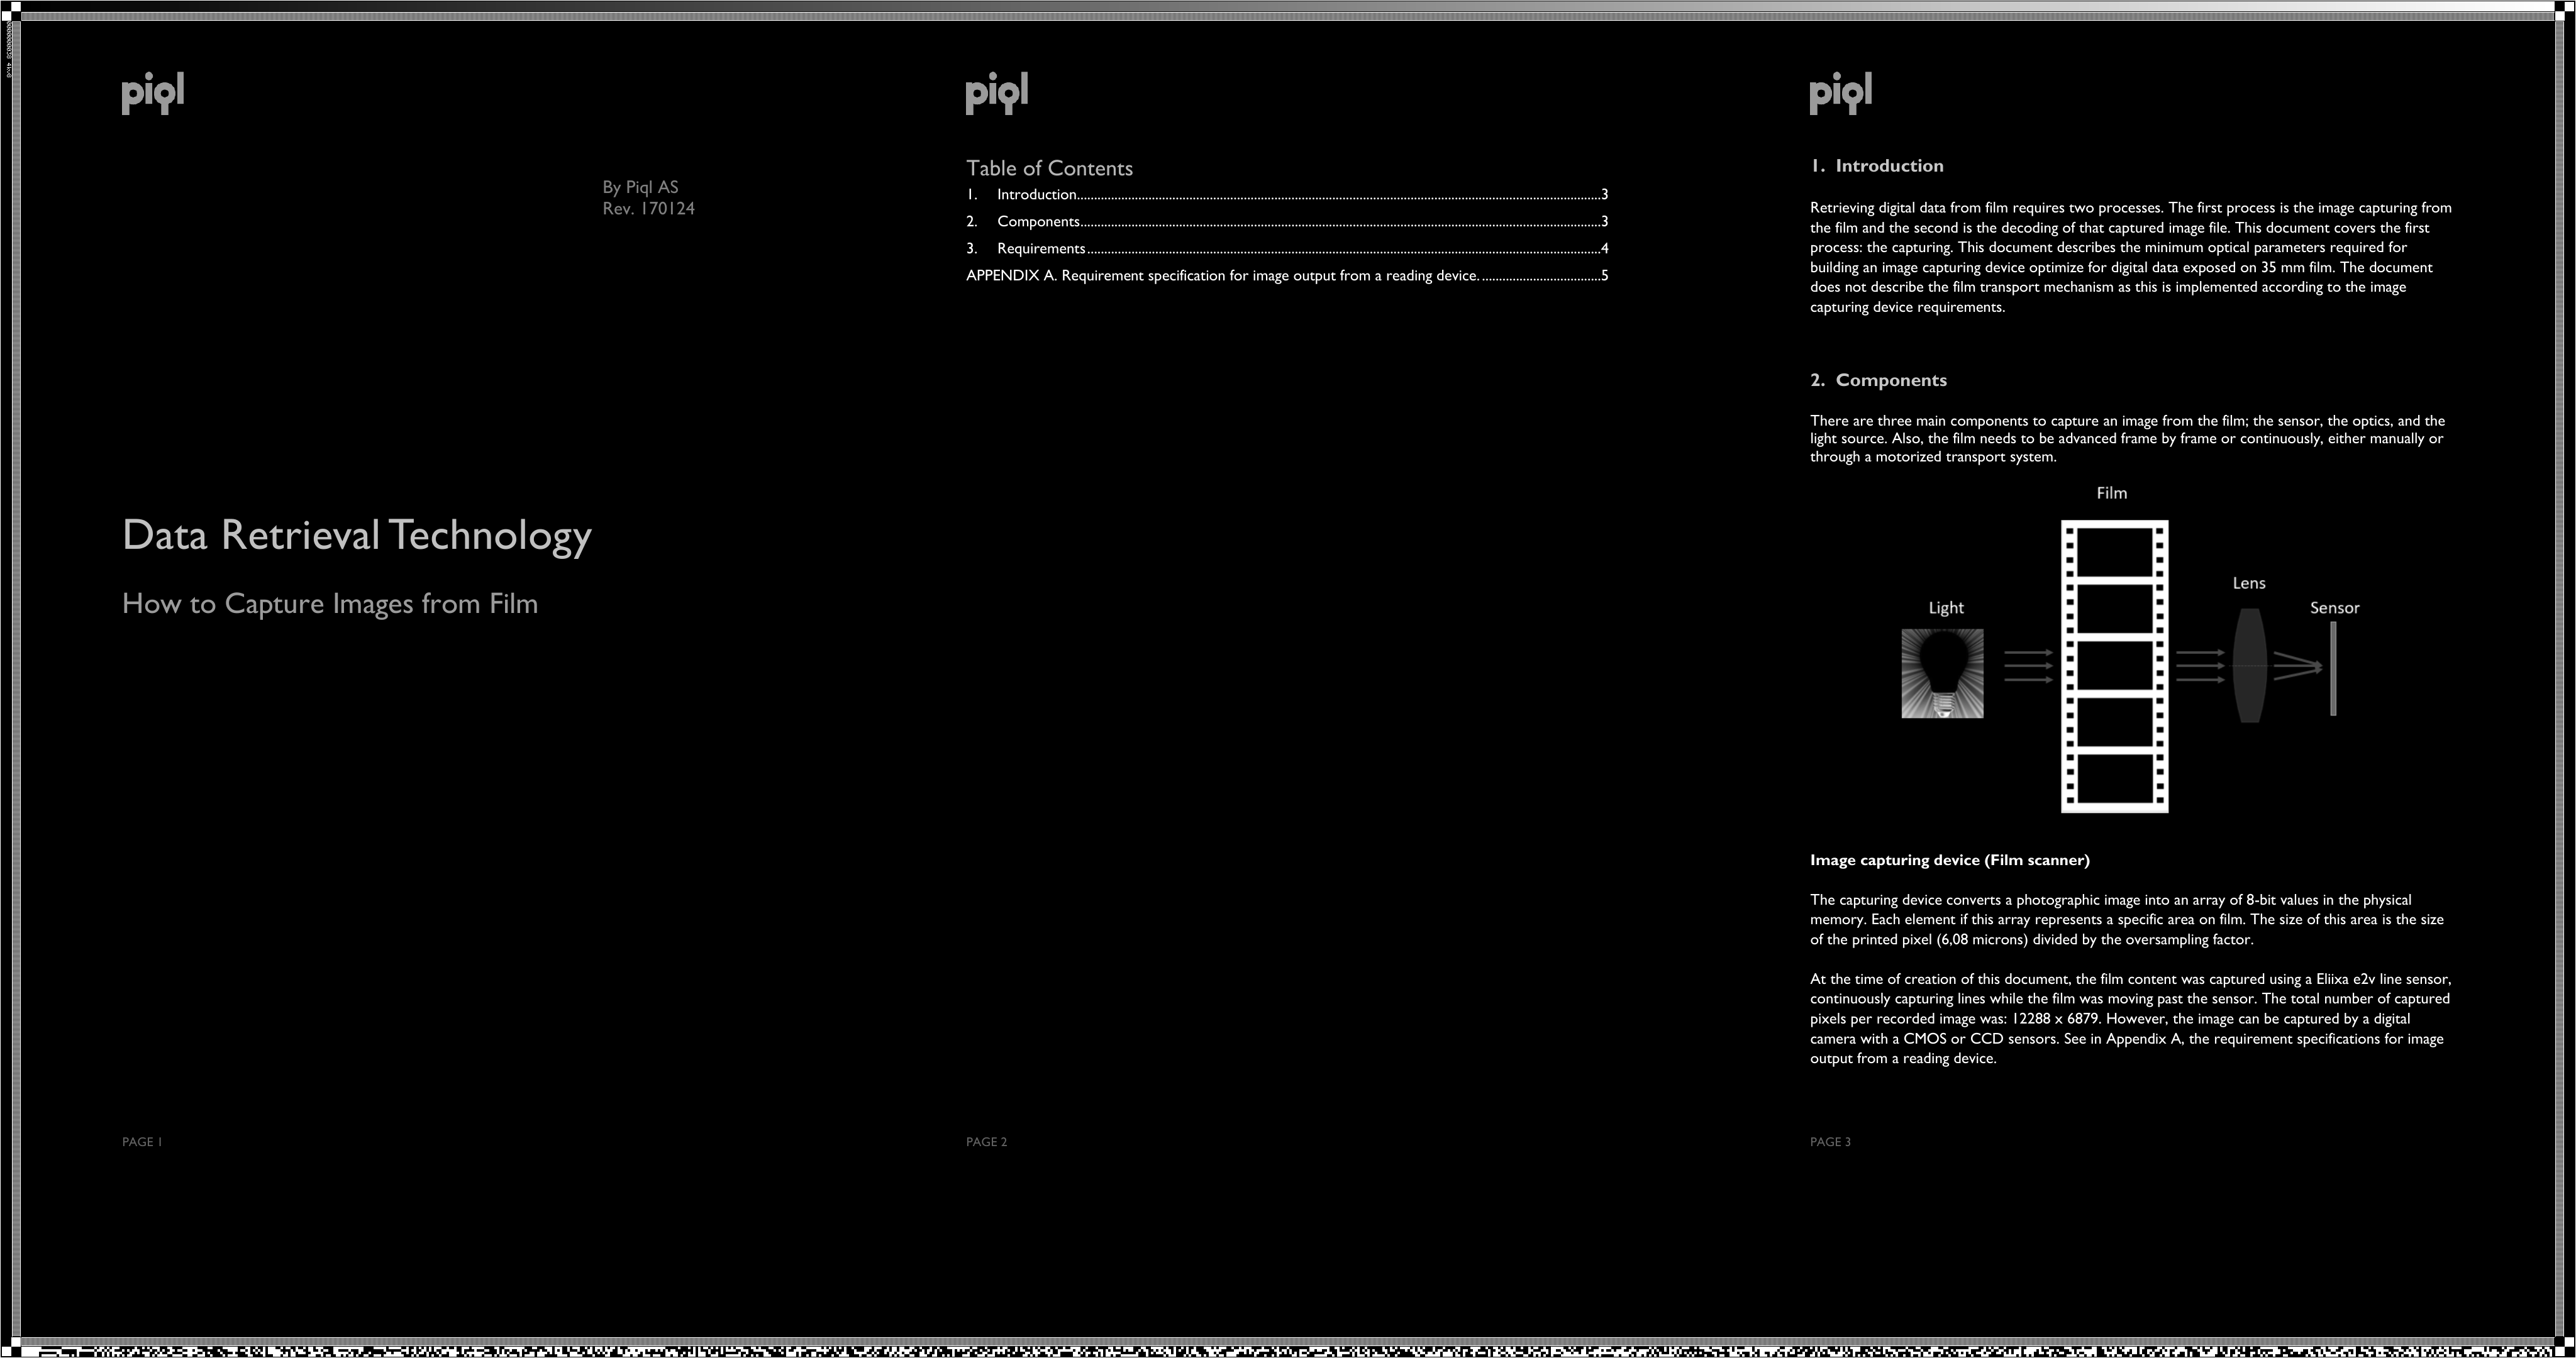 piql
By Piql AS
Rev. 170124
Data Retrieval Technology
How to Capture Images from Film
PAGE 1
piql
Table of Contents
1. Introduction 3
2. Components 3
3. Requirements 4
APPENDIX A. Requirement specification for image output from a reading device. 5
PAGE 2
piql
1. Introduction
Retrieving digital data from film requires two processes. The first process is the image capturing from
the film and the second is the decoding of that captured image file. This document covers the first
process: the capturing. This document describes the minimum optical parameters required for
building an image capturing device optimize for digital data exposed on 35 mm film. The document
does not describe the film transport mechanism as this is implemented according to the image
capturing device requirements.
2. Components
There are three main components to capture an image from the film; the sensor, the optics, and the
light source. Also, the film needs to be advanced frame by frame or continuously, either manually or
through a motorized transport system.
Film
Lens
Light
Sensor
Image capturing device (Film scanner)
The capturing device converts a photographic image into an array of 8-bit values in the physical
memory. Each element if this array represents a specific area on film. The size of this area is the size
of the printed pixel (6,08 microns) divided by the oversampling factor.
At the time of creation of this document, the film content was captured using a Eliixa e2v line sensor,
continuously capturing lines while the film was moving past the sensor. The total number of captured
pixels per recorded image was: 12288 x 6879. However, the image can be captured by a digital
camera with a CMOS or CCD sensors. See in Appendix A, the requirement specifications for image
output from a reading device.
PAGE 3